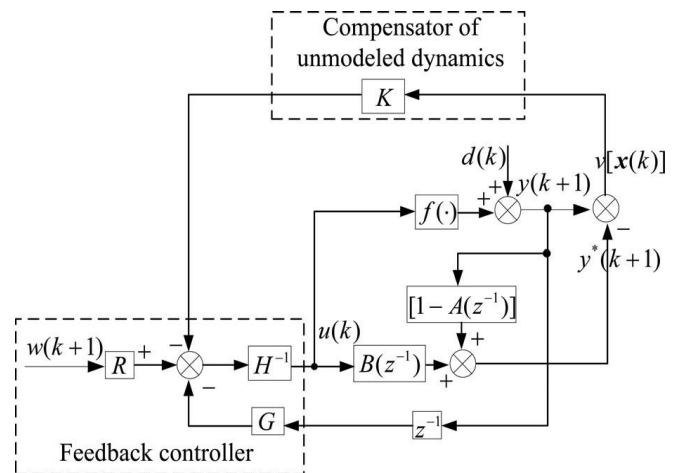 Compensator of
unmodeled dynamics
K
d(k)
v[x(k)]
+
+
y(k+1)
f(·)
−
y*(k+1)
[1−A(z⁻¹)]
w(k+1)
R
+
−
−
H⁻¹
u(k)
B(z⁻¹)
+
+
G
z⁻¹
Feedback controller